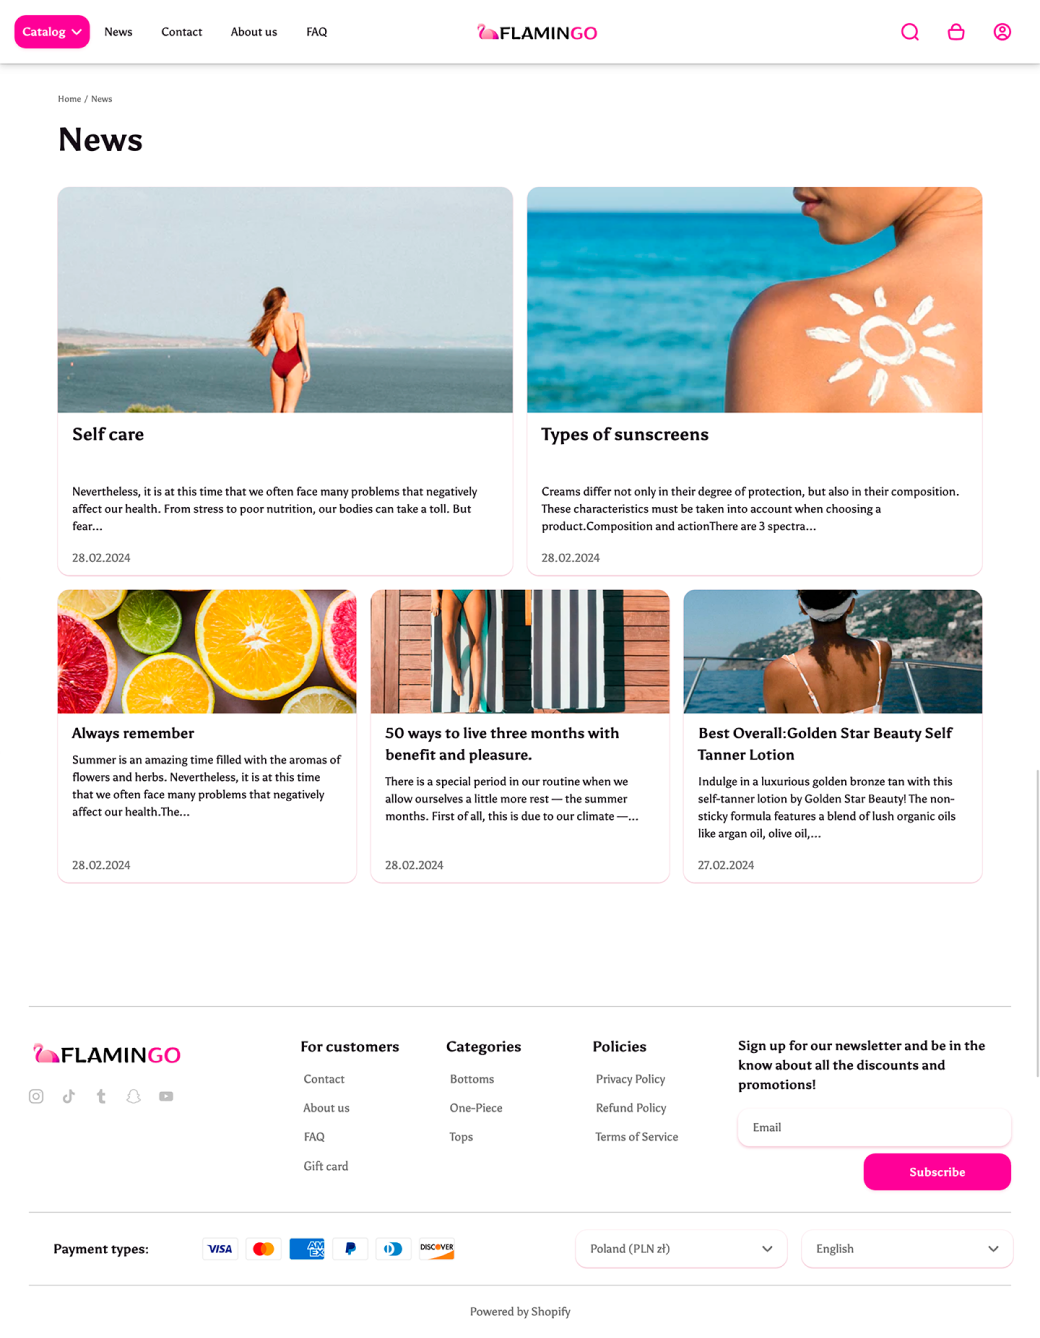 Catalog
News
Contact
About us
FAQ
FLAMINGO
Home / News
News
Self care
Nevertheless, it is at this time that we often face many problems that negatively
affect our health. From stress to poor nutrition, our bodies can take a toll. But
fear...
28.02.2024
Types of sunscreens
Creams differ not only in their degree of protection, but also in their composition.
These characteristics must be taken into account when choosing a
product.Composition and actionThere are 3 spectra...
28.02.2024
Always remember
Summer is an amazing time filled with the aromas of
flowers and herbs. Nevertheless, it is at this time
that we often face many problems that negatively
affect our health.The...
28.02.2024
50 ways to live three months with
benefit and pleasure.
There is a special period in our routine when we
allow ourselves a little more rest — the summer
months. First of all, this is due to our climate —...
28.02.2024
Best Overall:Golden Star Beauty Self
Tanner Lotion
Indulge in a luxurious golden bronze tan with this
self-tanner lotion by Golden Star Beauty! The non-
sticky formula features a blend of lush organic oils
like argan oil, olive oil,...
27.02.2024
FLAMINGO
For customers
Contact
About us
FAQ
Gift card
Categories
Bottoms
One-Piece
Tops
Policies
Privacy Policy
Refund Policy
Terms of Service
Sign up for our newsletter and be in the
know about all the discounts and
promotions!
Email
Subscribe
Payment types:
VISA
AM
EX
DISCOVER
Poland (PLN zł)
English
Powered by Shopify